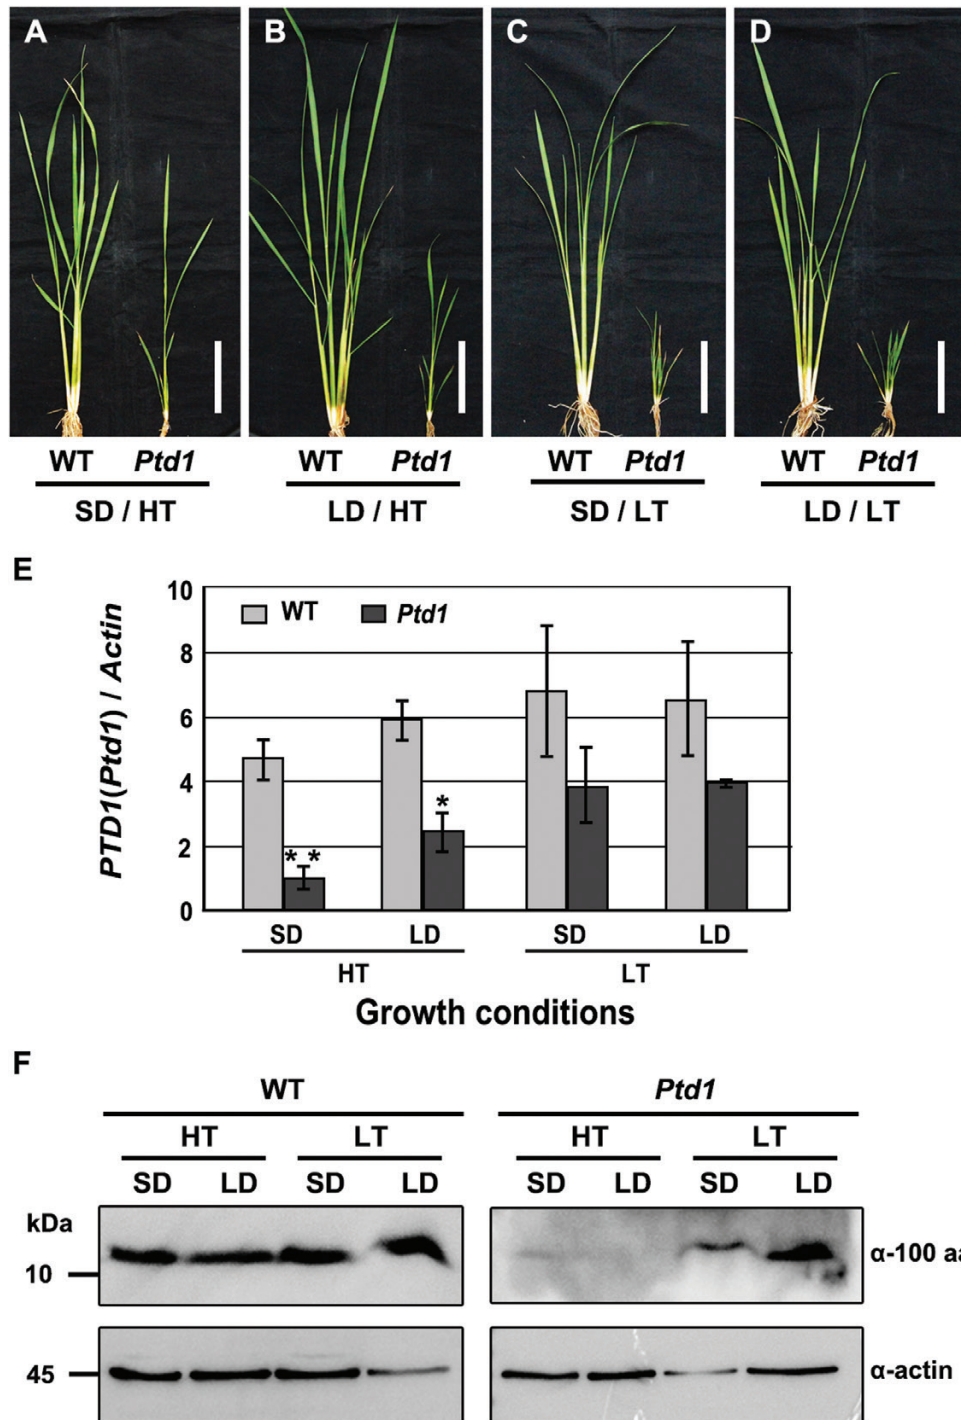 A B C D
WT Ptd1 WT Ptd1 WT Ptd1 WT Ptd1
SD / HT LD / HT SD / LT LD / LT
E
PTD1(Ptd1) / Actin
10
WT Ptd1
8
6
4
*
2
* *
0
SD LD SD LD
HT LT
Growth conditions
F
WT Ptd1
HT LT HT LT
SD LD SD LD SD LD SD LD
kDa
α-100 aa
10
45 α-actin